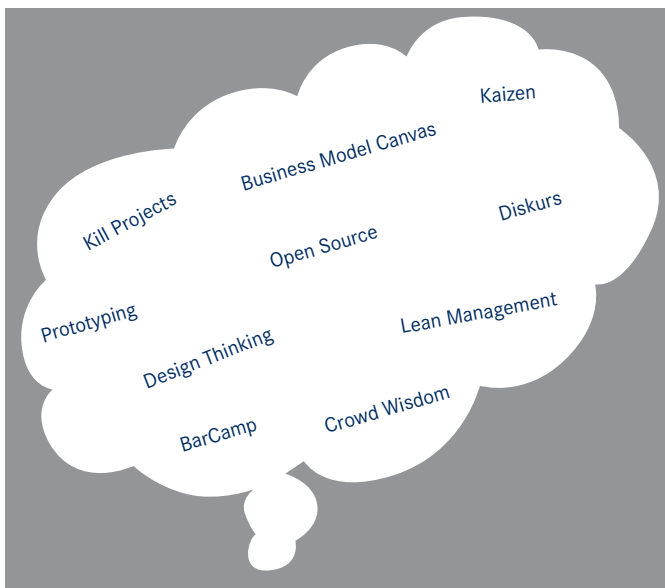 Kaizen
Business Model Canvas
Kill Projects
Diskurs
Open Source
Prototyping
Lean Management
Design Thinking
Crowd Wisdom
BarCamp